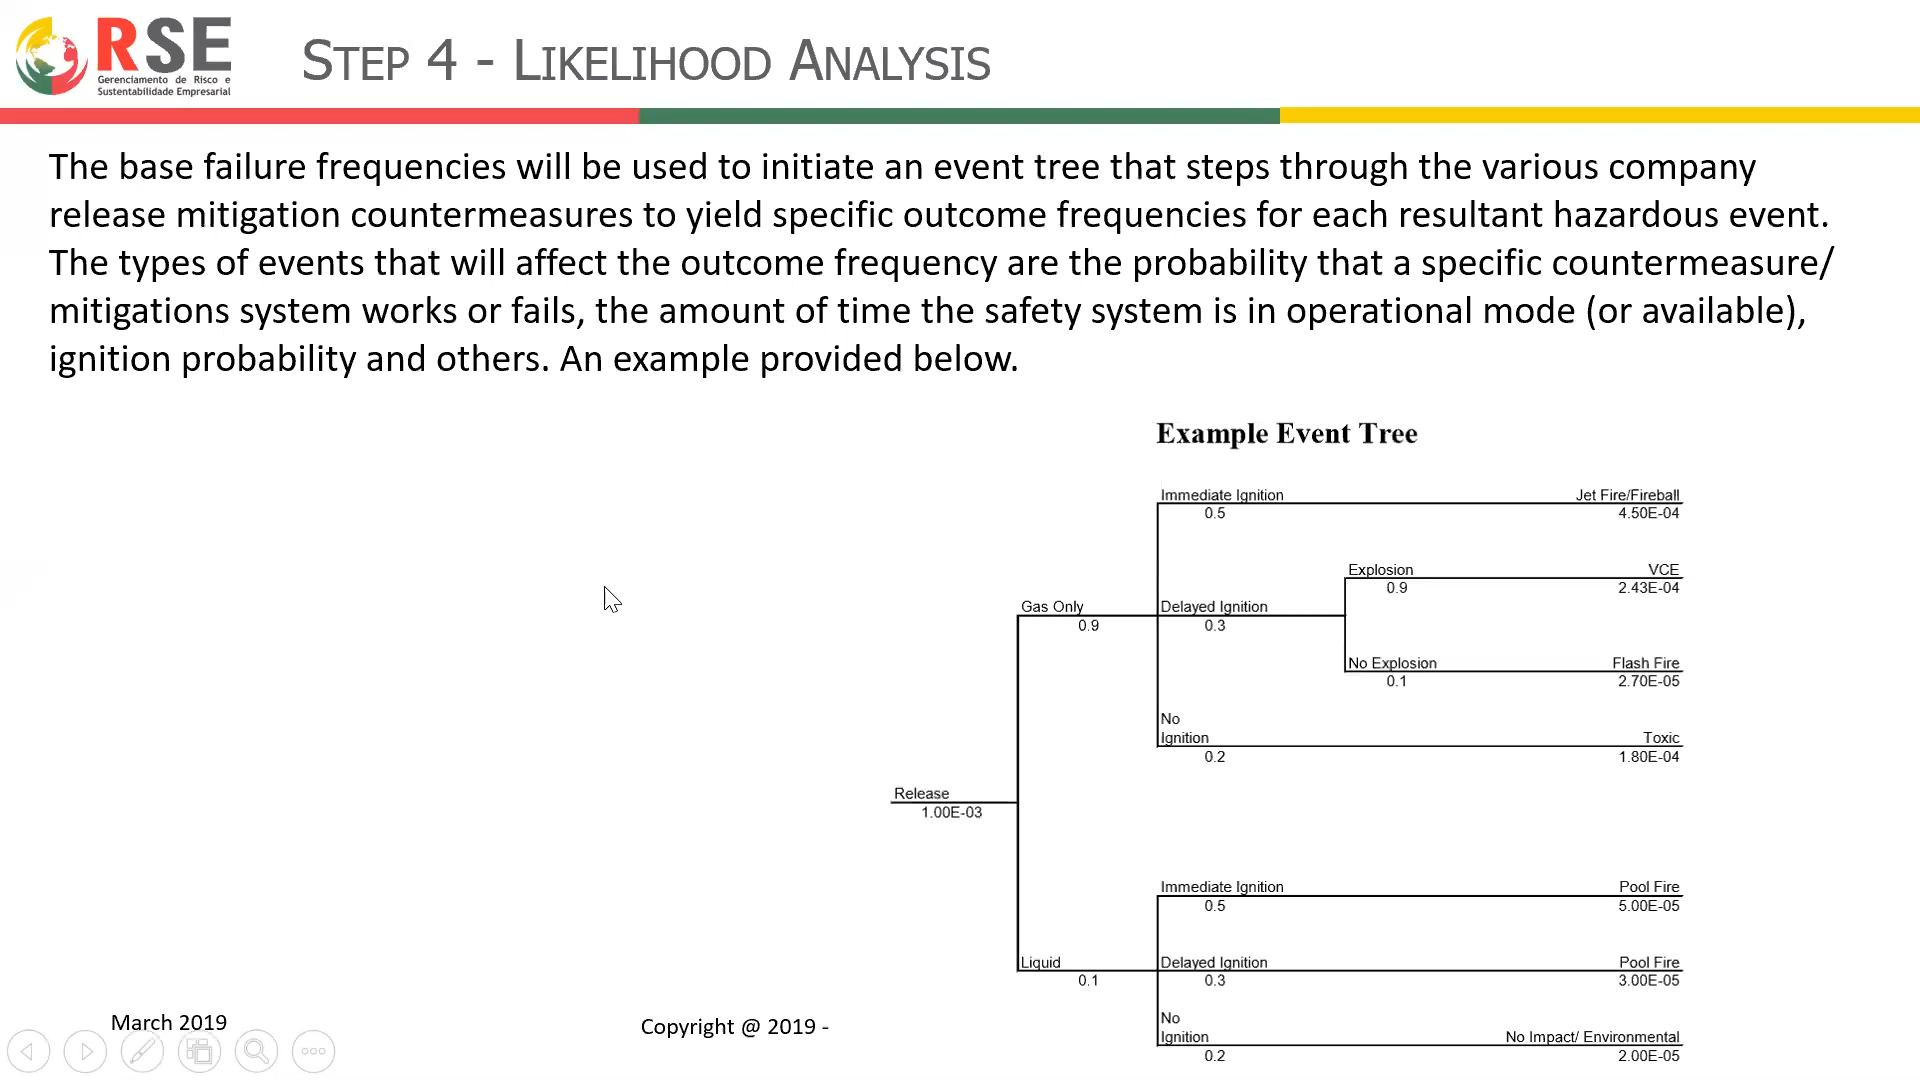 RSE
Gerenciamento de Risco e
Sustentabilidade Empresarial
STEP 4 - LIKELIHOOD ANALYSIS
The base failure frequencies will be used to initiate an event tree that steps through the various company
release mitigation countermeasures to yield specific outcome frequencies for each resultant hazardous event.
The types of events that will affect the outcome frequency are the probability that a specific countermeasure/
mitigations system works or fails, the amount of time the safety system is in operational mode (or available),
ignition probability and others. An example provided below.
Example Event Tree
Immediate Ignition
0.5
Jet Fire/Fireball
4.50E-04
Explosion
0.9
VCE
2.43E-04
Gas Only
0.9
Delayed Ignition
0.3
No Explosion
0.1
Flash Fire
2.70E-05
No
Ignition
0.2
Toxic
1.80E-04
Release
1.00E-03
Immediate Ignition
0.5
Pool Fire
5.00E-05
Liquid
0.1
Delayed Ignition
0.3
Pool Fire
3.00E-05
No
Ignition
0.2
No Impact/ Environmental
2.00E-05
March 2019
Copyright @ 2019 -